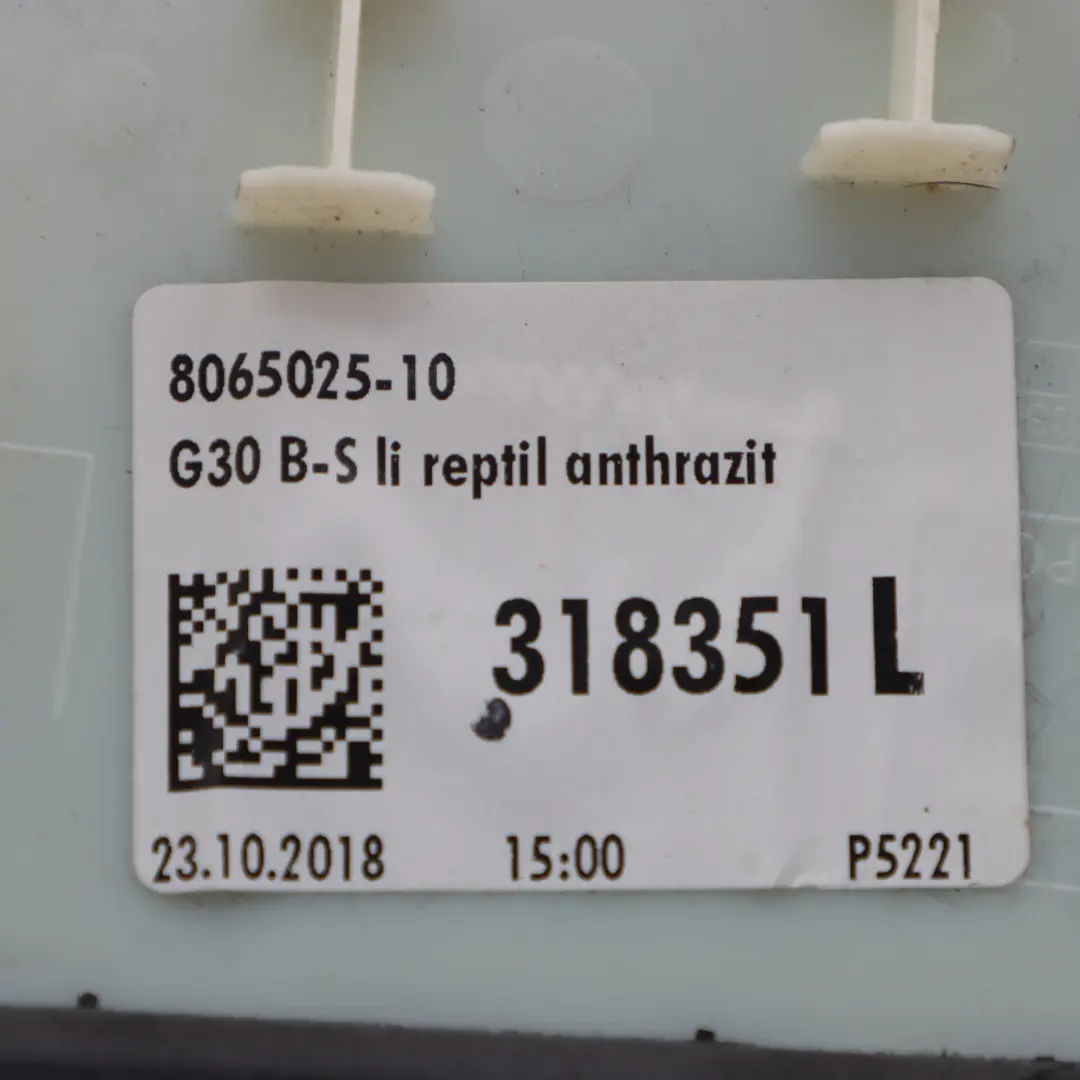 8065025-10
G30 B-S li reptil anthrazit
318351 L
23.10.2018 15:00 P5221